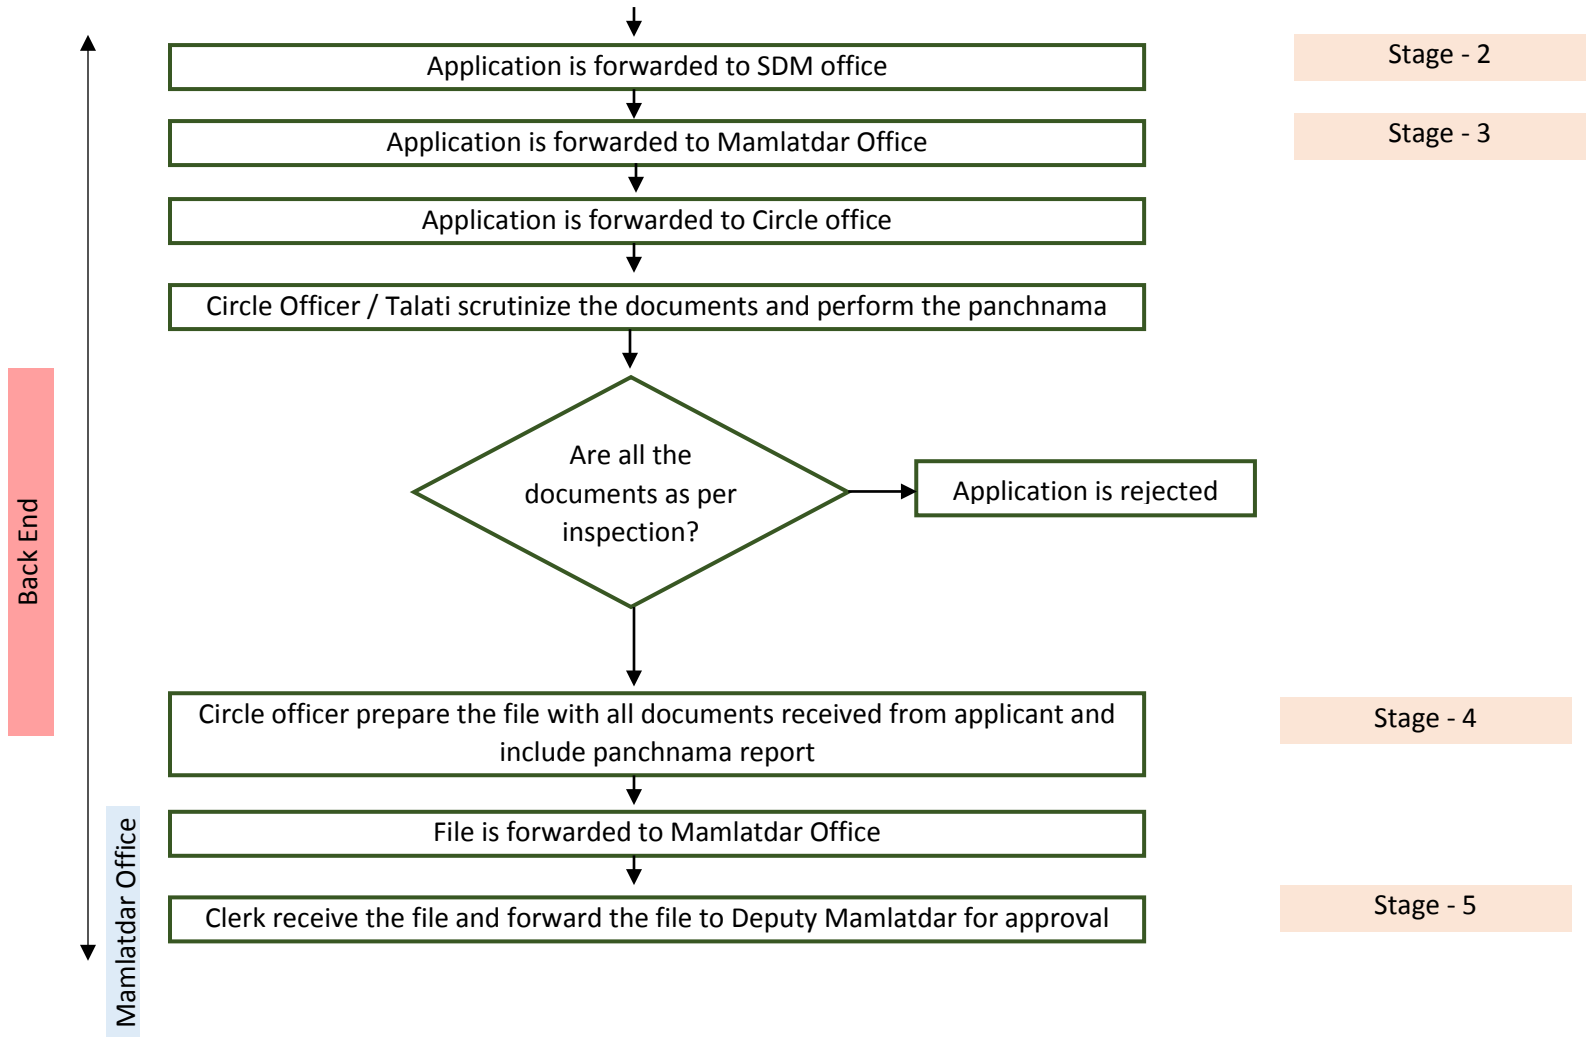 Application is forwarded to SDM office
Stage - 2
Application is forwarded to Mamlatdar Office
Stage - 3
Application is forwarded to Circle office
Circle Officer / Talati scrutinize the documents and perform the panchnama
Are all the
documents as per
inspection?
Application is rejected
Back End
Circle officer prepare the file with all documents received from applicant and
include panchnama report
Stage - 4
File is forwarded to Mamlatdar Office
Mamlatdar Office
Clerk receive the file and forward the file to Deputy Mamlatdar for approval
Stage - 5